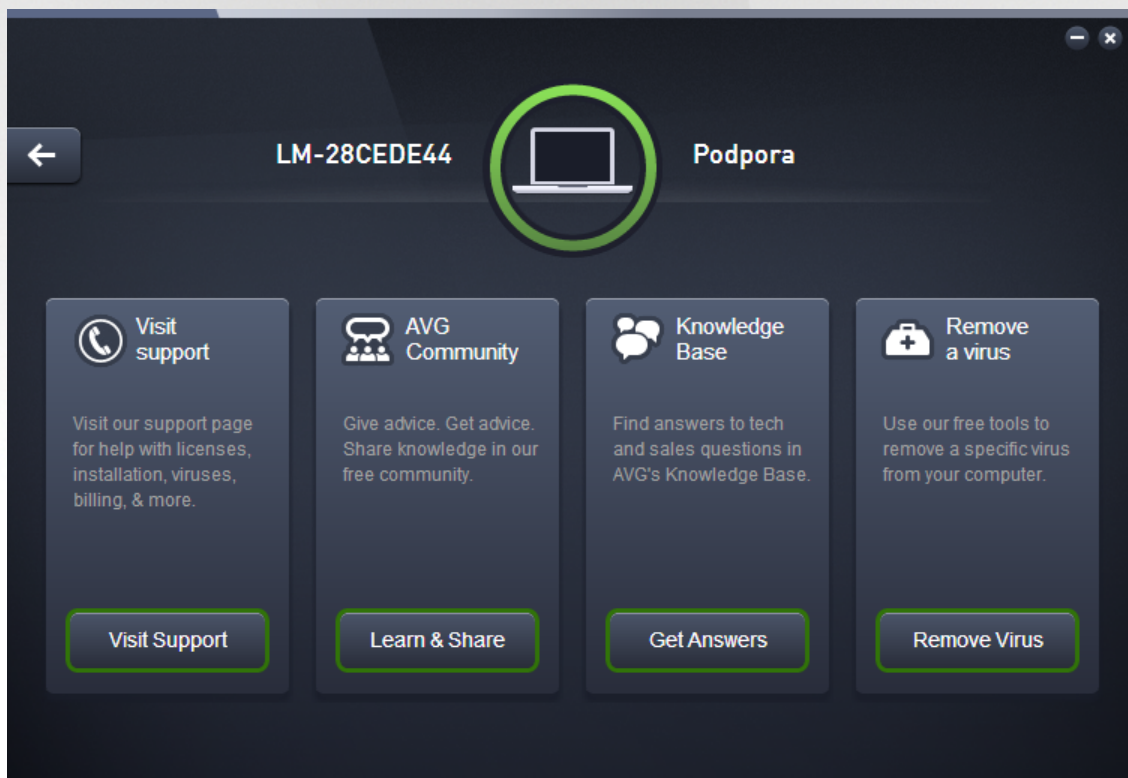 LM-28CEDE44
Podpora
Visit
support
Visit our support page
for help with licenses,
installation, viruses,
billing, & more.
Visit Support
AVG
Community
Give advice. Get advice.
Share knowledge in our
free community.
Learn & Share
Knowledge
Base
Find answers to tech
and sales questions in
AVG's Knowledge Base.
Get Answers
Remove
a virus
Use our free tools to
remove a specific virus
from your computer.
Remove Virus